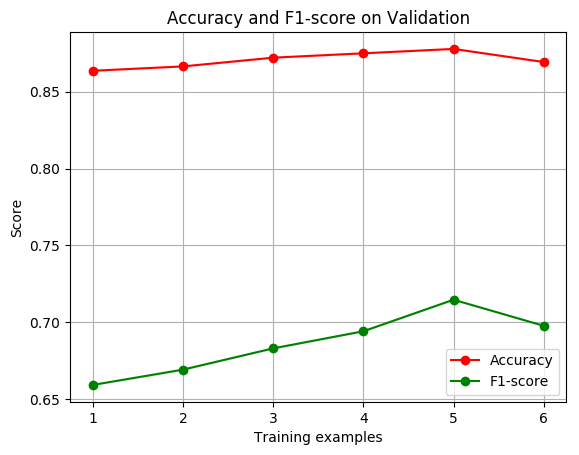 Accuracy and F1-score on Validation
Score
0.85
0.80
0.75
0.70
0.65
Accuracy
F1-score
1 2 3 4 5 6
Training examples